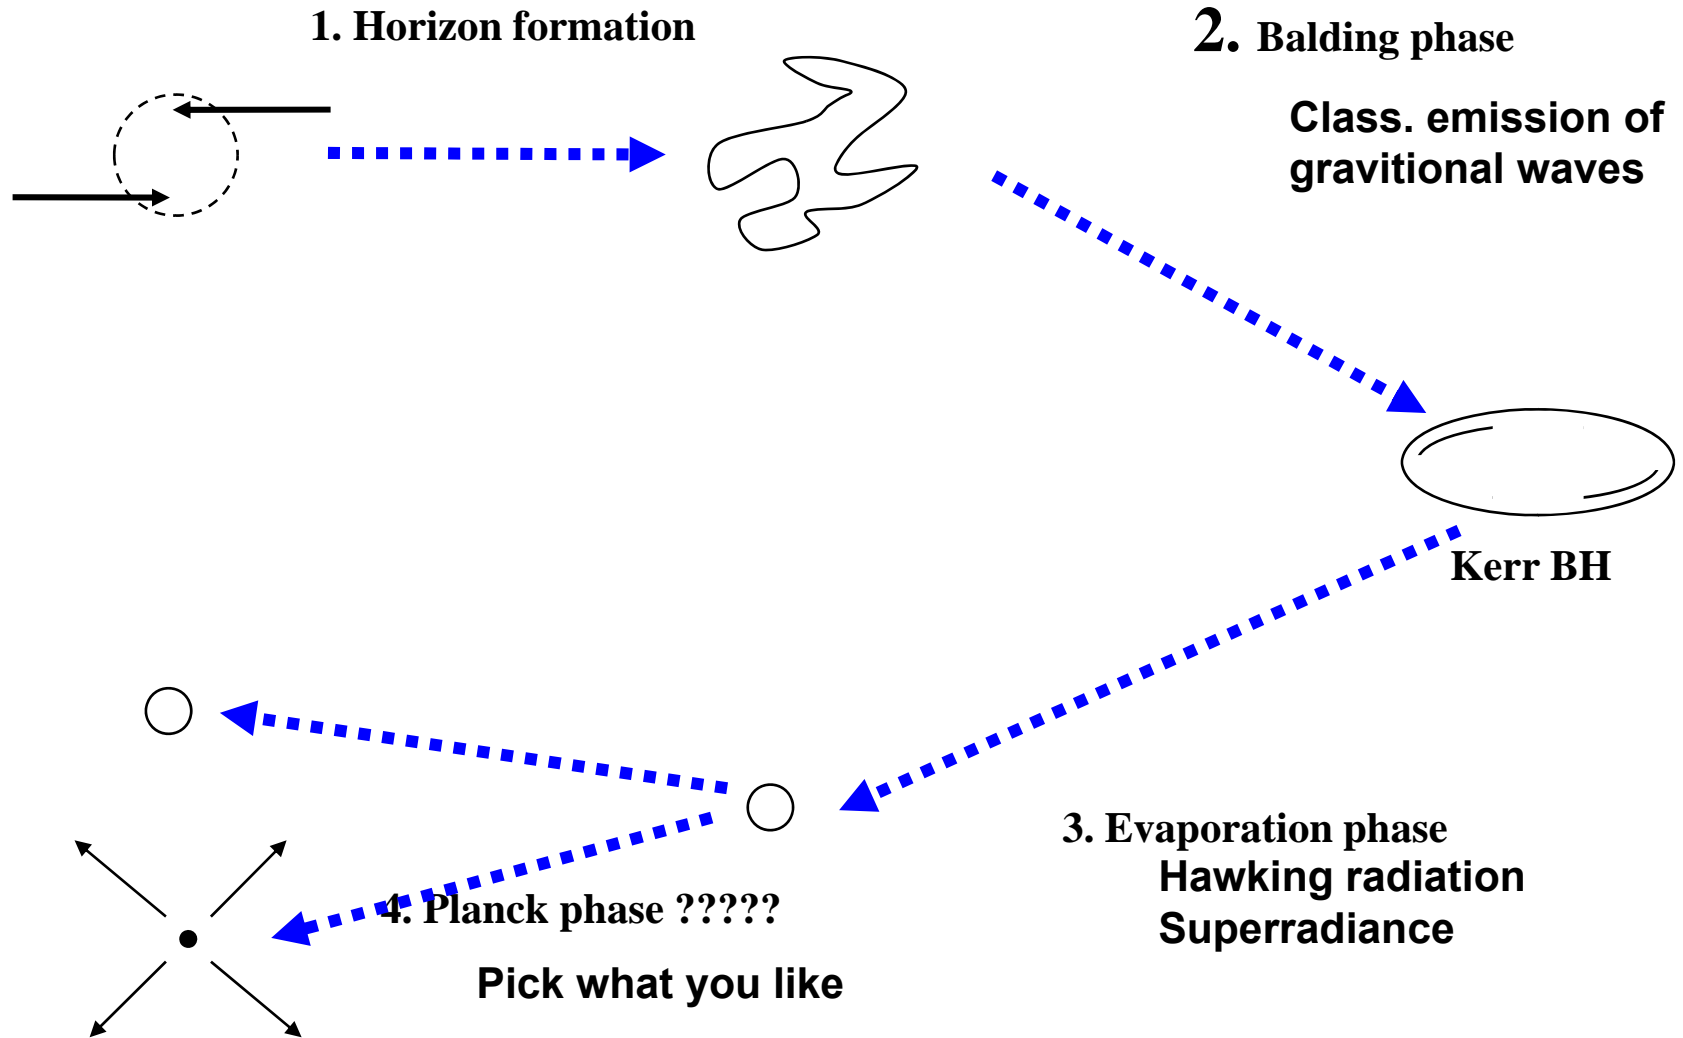 1. Horizon formation
2. Balding phase
Class. emission of
gravitional waves
Kerr BH
3. Evaporation phase
Hawking radiation
Superradiance
4. Planck phase ?????
Pick what you like